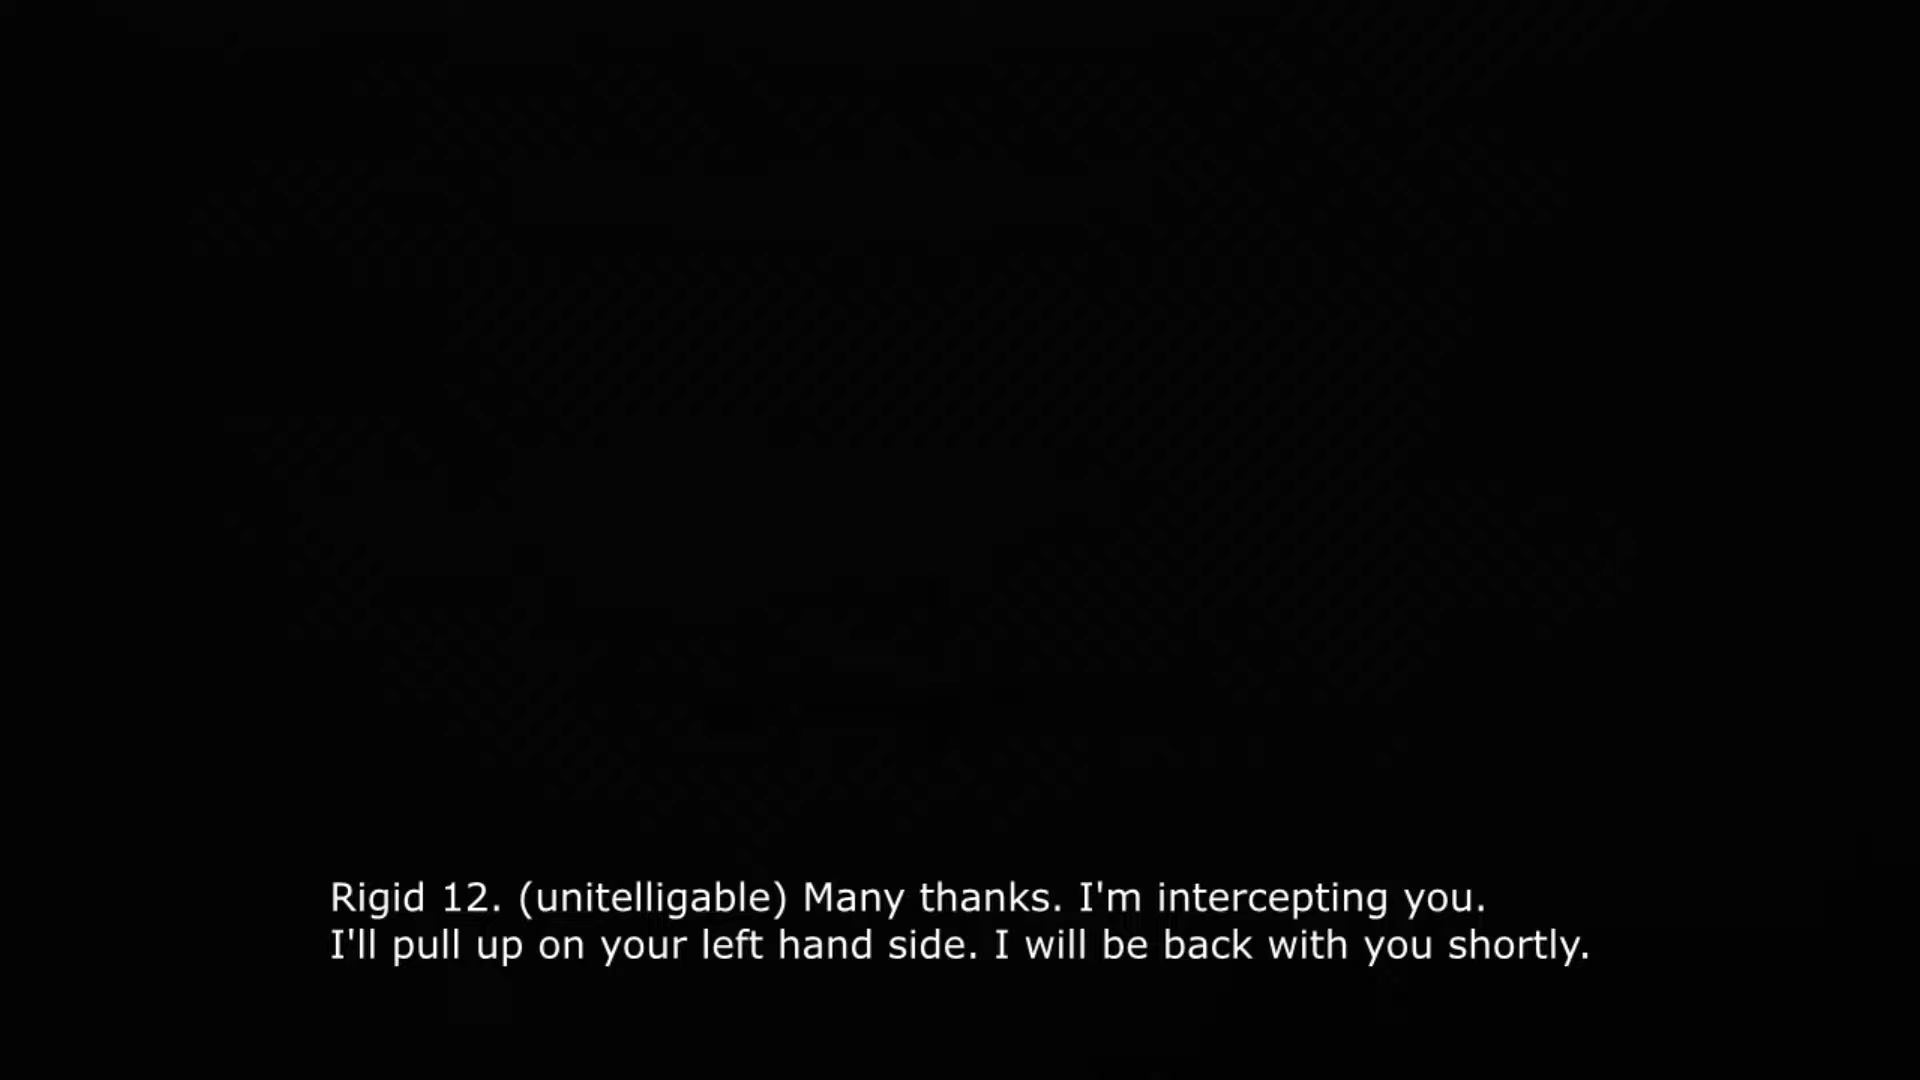 Rigid 12. (unitelligable) Many thanks. I'm intercepting you.
I'll pull up on your left hand side. I will be back with you shortly.